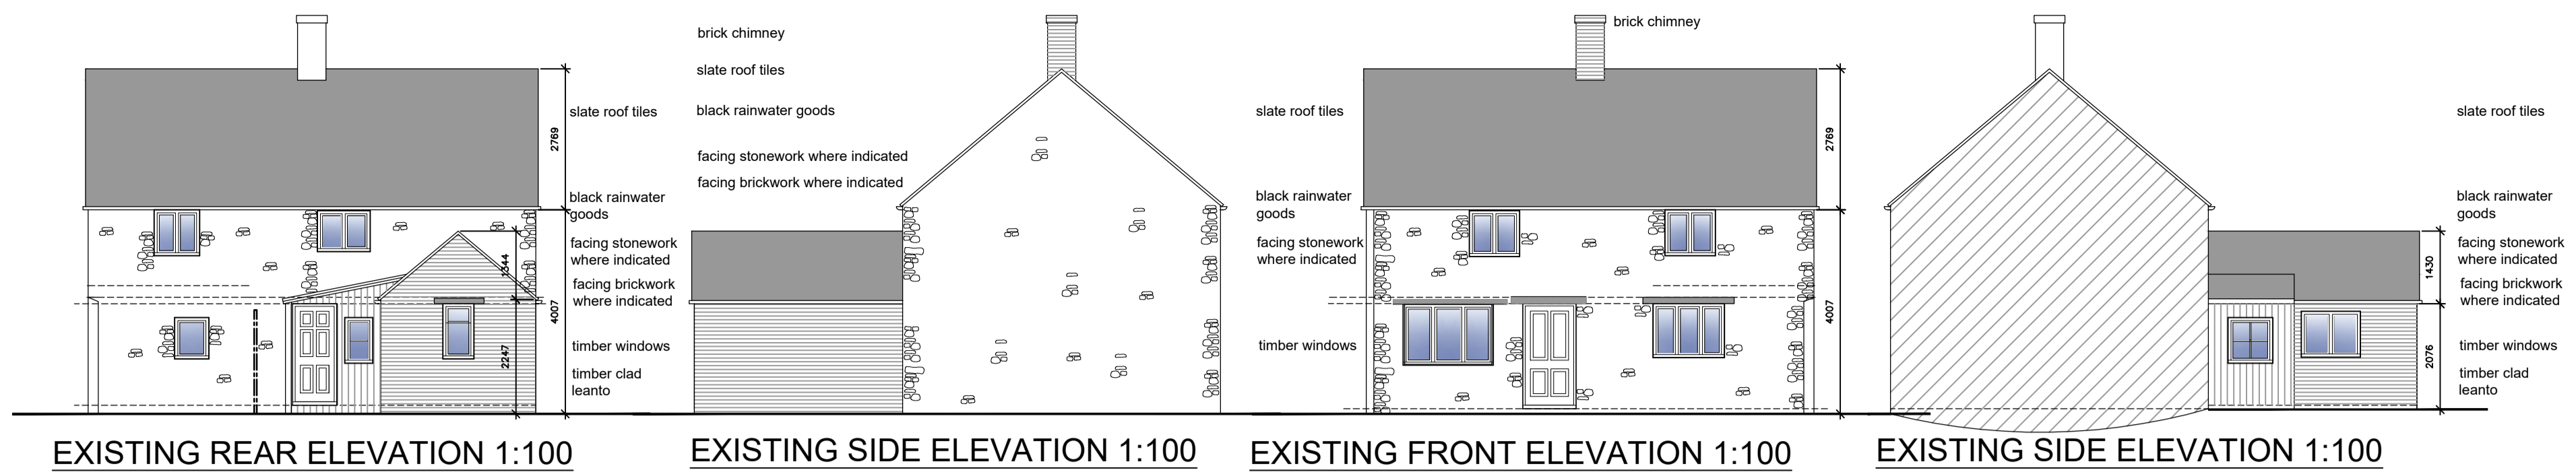 slate roof tiles
2769
black rainwater
goods
facing stonework
where indicated
1344
facing brickwork
where indicated
4007
timber windows
2247
timber clad
leanto
EXISTING REAR ELEVATION 1:100
brick chimney
slate roof tiles
black rainwater goods
facing stonework where indicated
facing brickwork where indicated
EXISTING SIDE ELEVATION 1:100
brick chimney
slate roof tiles
2769
black rainwater
goods
facing stonework
where indicated
4007
timber windows
EXISTING FRONT ELEVATION 1:100
slate roof tiles
black rainwater
goods
facing stonework
where indicated
1430
facing brickwork
where indicated
timber windows
2076
timber clad
leanto
EXISTING SIDE ELEVATION 1:100